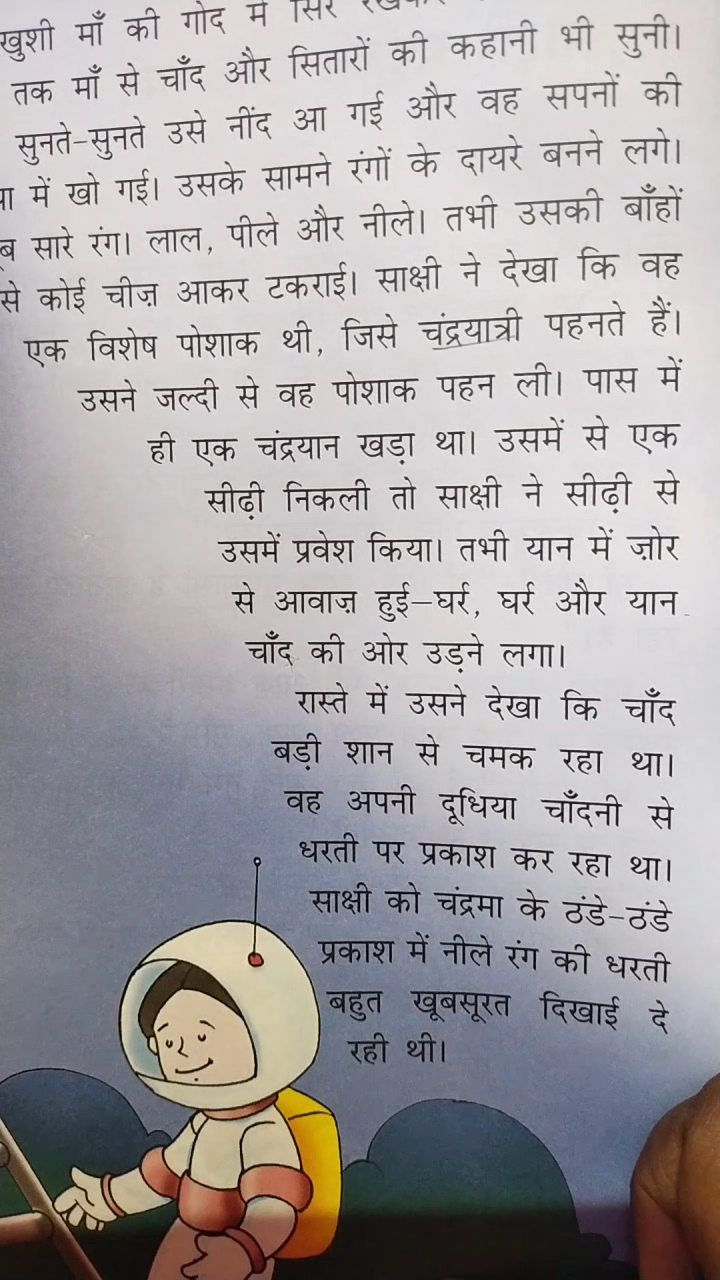 खुशी माँ की गोद में सिर
तक माँ से चाँद और सितारों की कहानी भी सुनी।
सुनते-सुनते उसे नींद आ गई और वह सपनों की
में खो गई। उसके सामने रंगों के दायरे बनने लगे।
सारे रंग। लाल, पीले और नीले। तभी उसकी बाँहों
से कोई चीज़ आकर टकराई। साक्षी ने देखा कि वह
एक विशेष पोशाक थी, जिसे चंद्रयात्री पहनते हैं।
उसने जल्दी से वह पोशाक पहन ली। पास में
ही एक चंद्रयान खड़ा था। उसमें से एक
सीढ़ी निकली तो साक्षी ने सीढ़ी से
उसमें प्रवेश किया। तभी यान में ज़ोर
से आवाज़ हुई–घर्र, घर्र और यान
चाँद की ओर उड़ने लगा।
रास्ते में उसने देखा कि चाँद
बड़ी शान से चमक रहा था।
वह अपनी दूधिया चाँदनी से
धरती पर प्रकाश कर रहा था।
साक्षी को चंद्रमा के ठंडे-ठंडे
प्रकाश में नीले रंग की धरती
बहुत खूबसूरत दिखाई दे
रही थी।